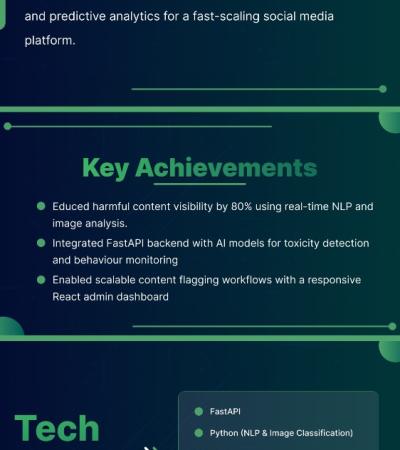 and predictive analytics for a fast-scaling social media
platform.
Key Achievements
Educed harmful content visibility by 80% using real-time NLP and
image analysis.
Integrated FastAPI backend with AI models for toxicity detection
and behaviour monitoring
Enabled scalable content flagging workflows with a responsive
React admin dashboard
Tech
FastAPI
Python (NLP & Image Classification)